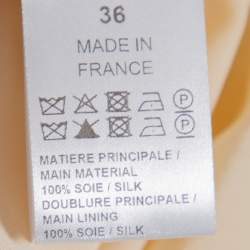 36
MADE IN
FRANCE
P
P
MATIERE PRINCIPALE /
MAIN MATERIAL
100% SOIE / SILK
DOUBLURE PRINCIPALE /
MAIN LINING
100% SOIE / SILK